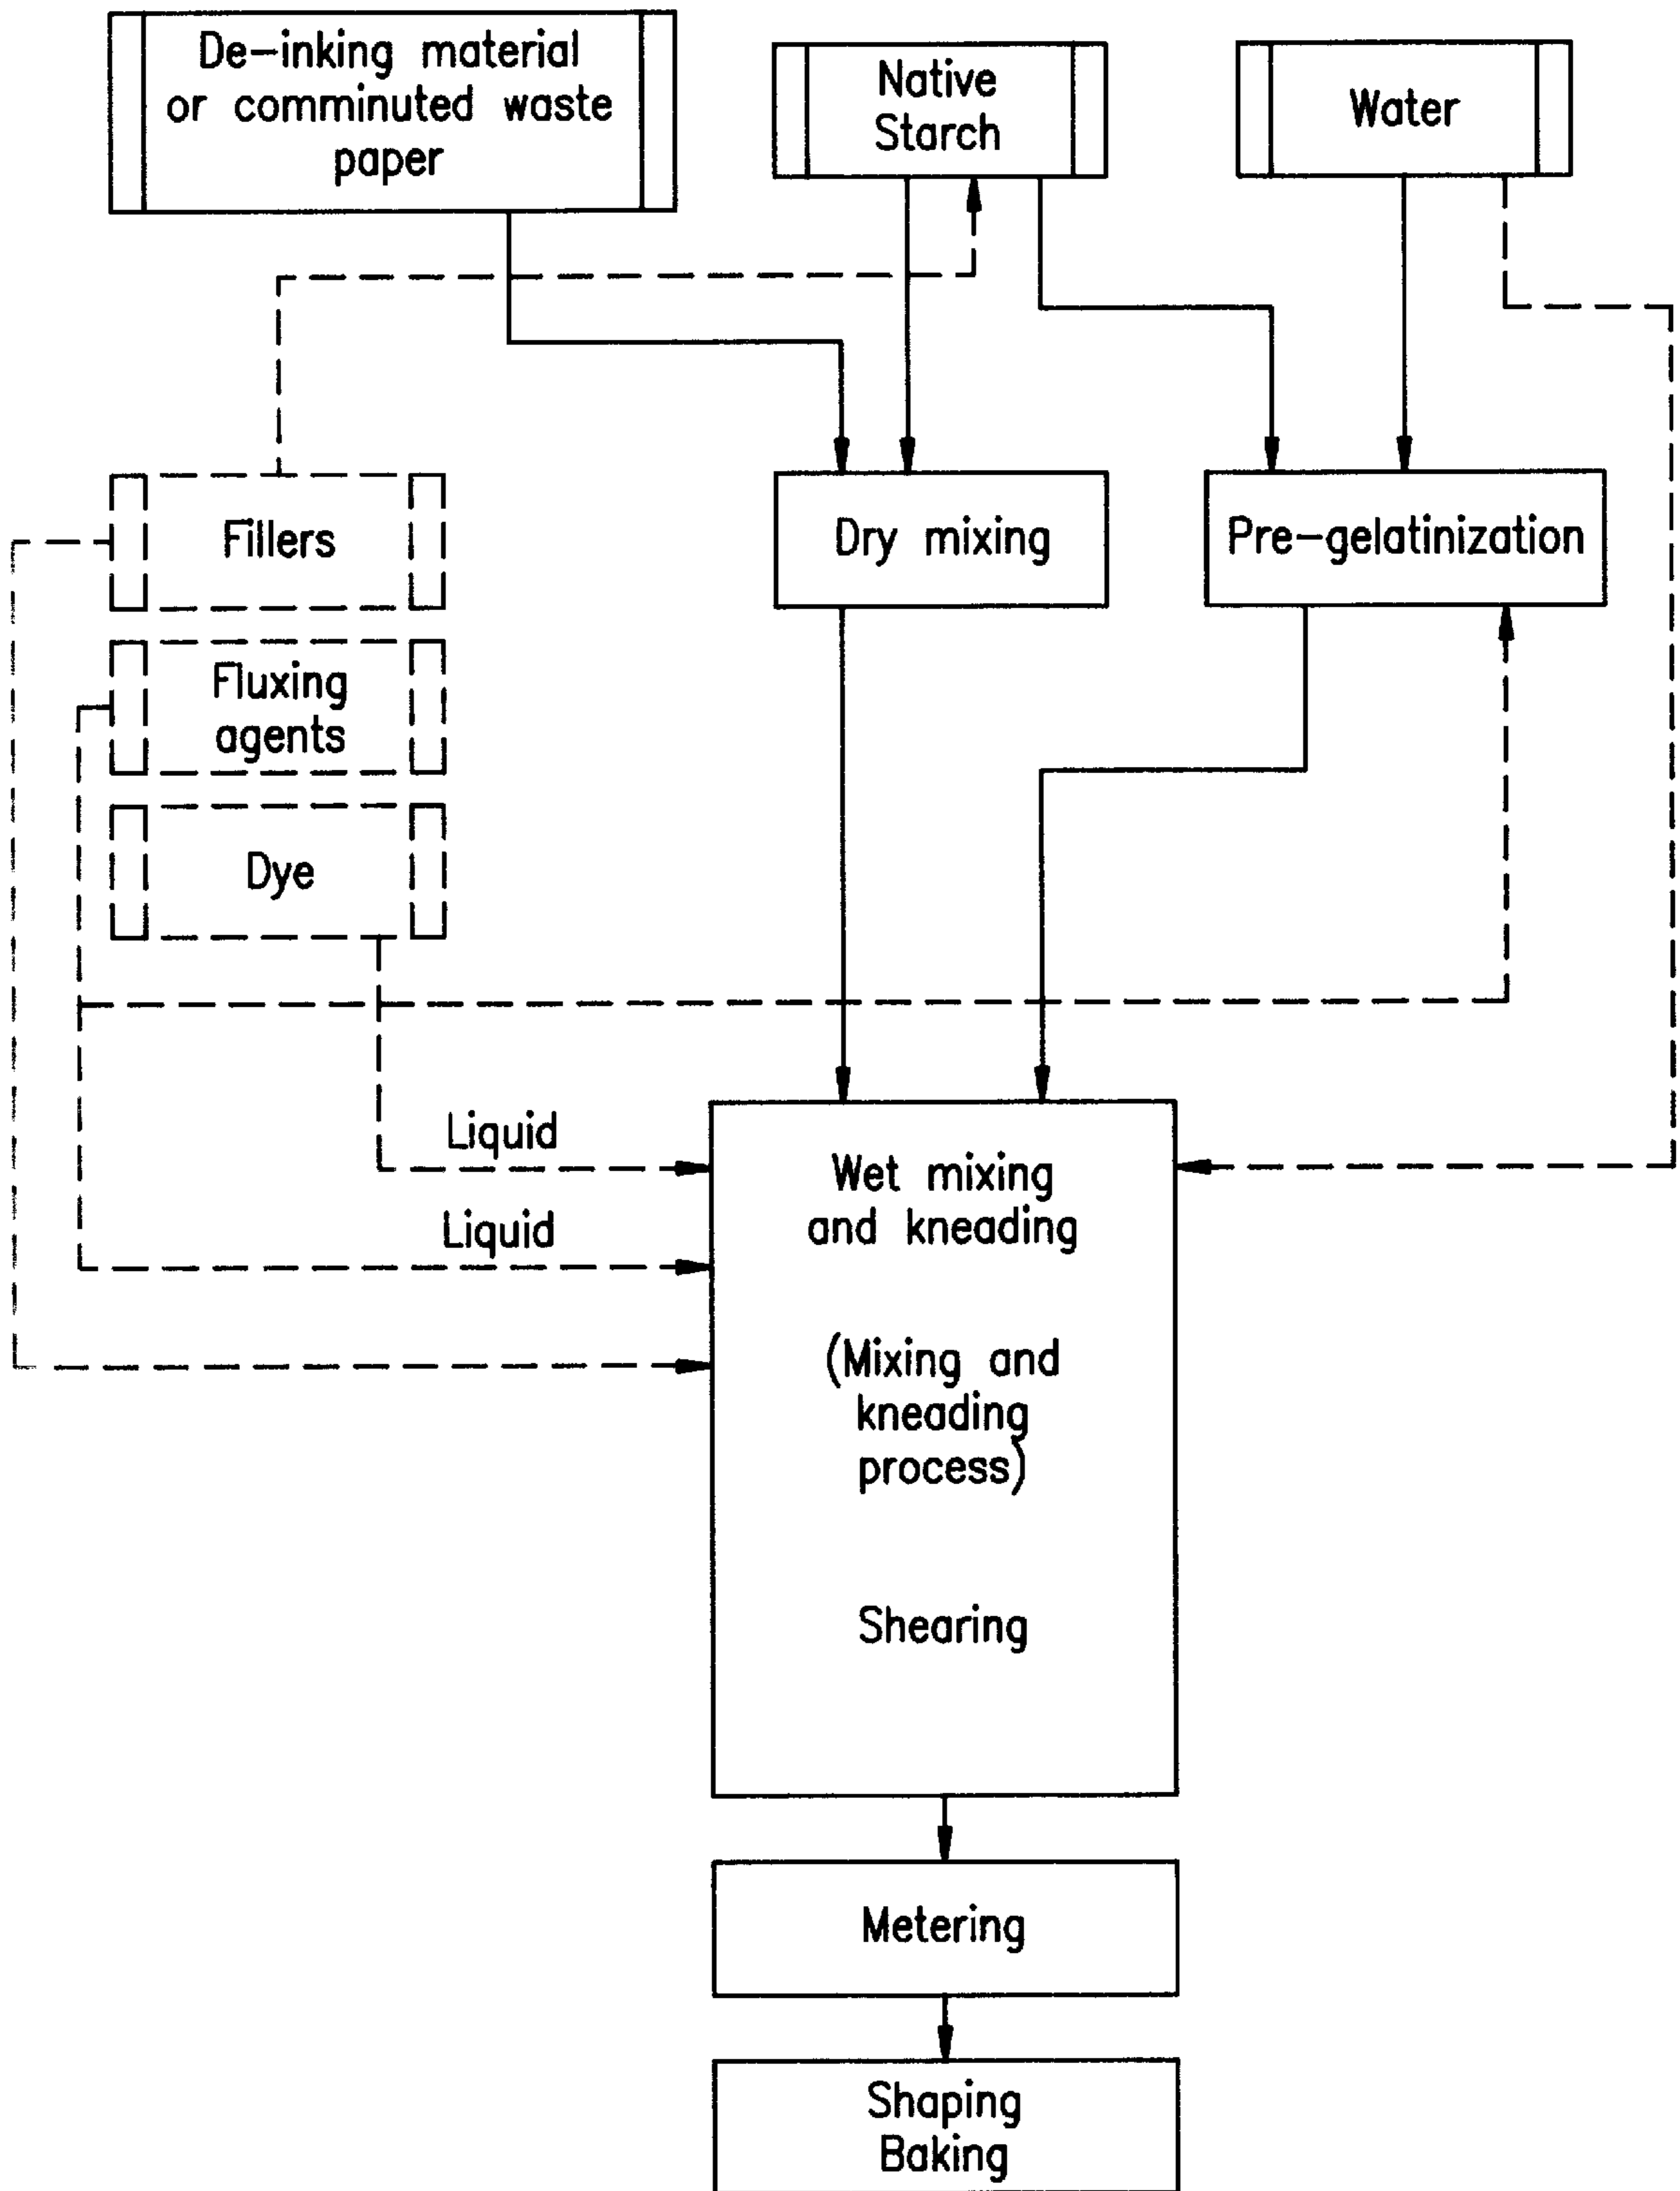 De-inking material
or comminuted waste
paper
Native
Starch
Water
Fillers
Dry mixing
Pre-gelatinization
Fluxing
agents
Dye
Liquid
Liquid
Wet mixing
and kneading
(Mixing and
kneading
process)
Shearing
Metering
Shaping
Baking